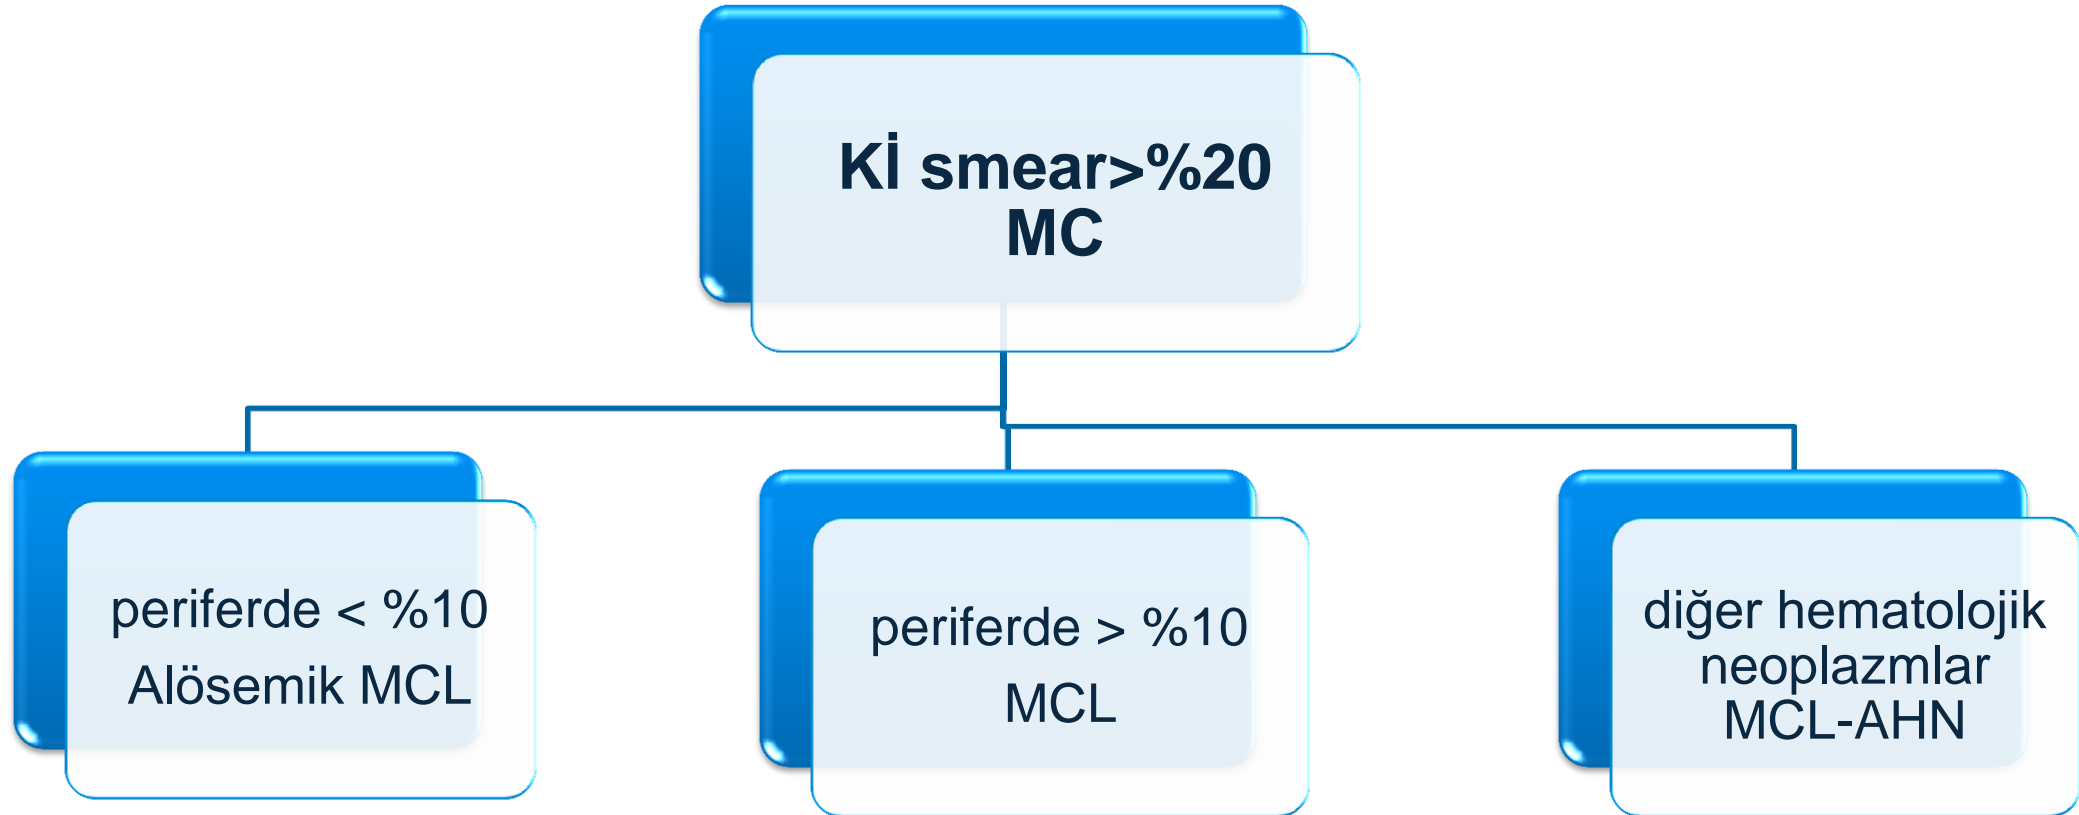 Kİ smear>%20
MC
periferde < %10
Alösemik MCL
periferde > %10
MCL
diğer hematolojik
neoplazmlar
MCL-AHN